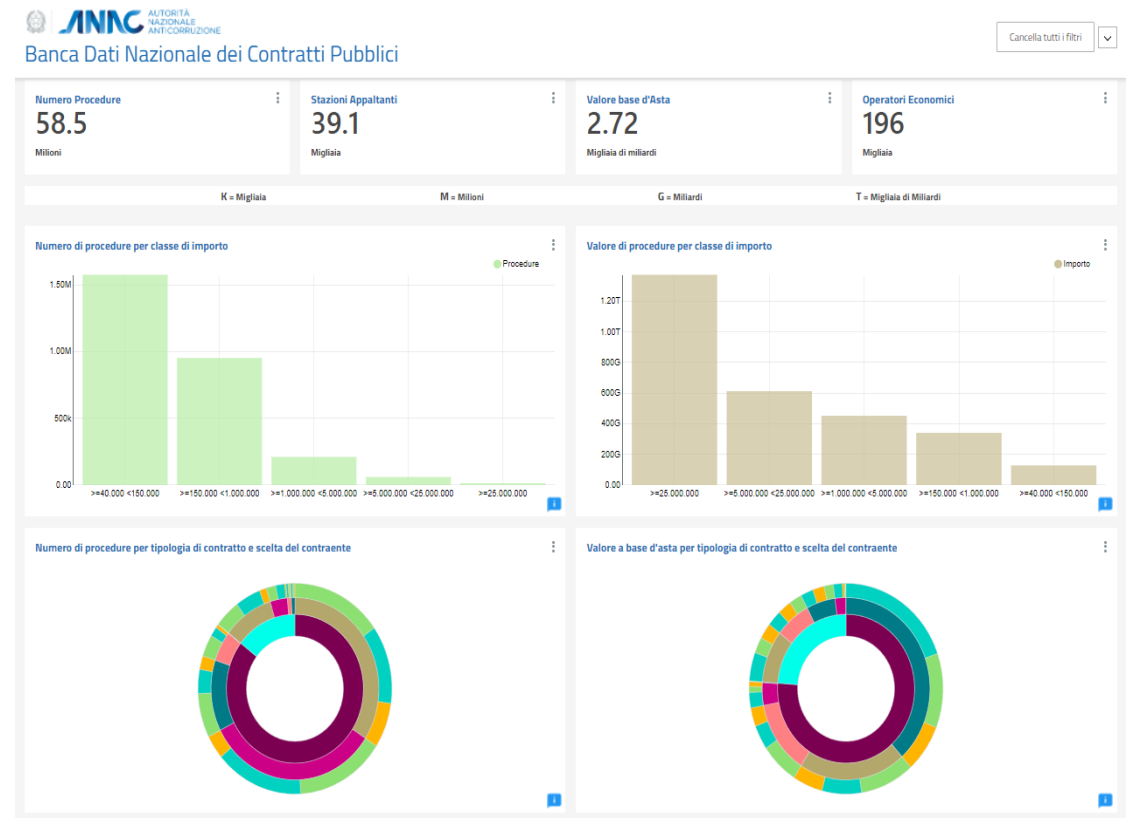 ANAC
AUTORITÀ
NAZIONALE
ANTICORRUZIONE
Banca Dati Nazionale dei Contratti Pubblici
Cancella tutti i filtri
Numero Procedure
58.5
Milioni
Stazioni Appaltanti
39.1
Migliaia
Valore base d'Asta
2.72
Migliaia di miliardi
Operatori Economici
196
Migliaia
K = Migliaia
M = Milioni
G = Miliardi
T = Migliaia di Miliardi
Numero di procedure per classe di importo
Procedure
1.50M
1.00M
500k
0.00
>=40.000 <150.000
>=150.000 <1.000.000
>=1.000.000 <5.000.000
>=5.000.000 <25.000.000
>=25.000.000
Valore di procedure per classe di importo
Importo
1.20T
1.00T
800G
600G
400G
200G
0.00
>=25.000.000
>=5.000.000 <25.000.000
>=1.000.000 <5.000.000
>=150.000 <1.000.000
>=40.000 <150.000
Numero di procedure per tipologia di contratto e scelta del contraente
Valore a base d'asta per tipologia di contratto e scelta del contraente